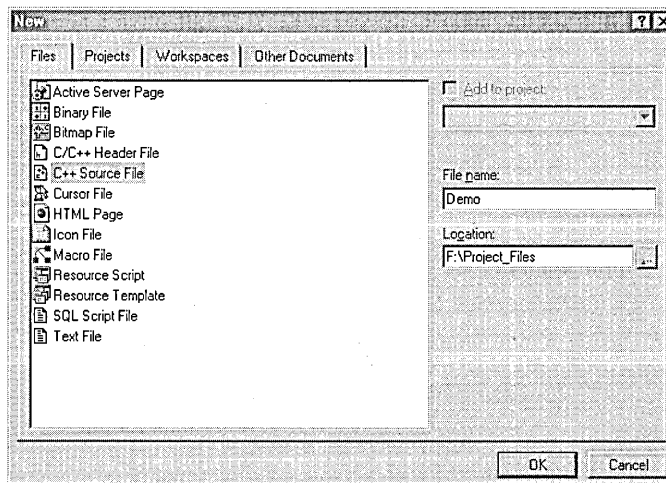 New
Files Projects Workspaces Other Documents
Active Server Page
Binary File
Bitmap File
C/C++ Header File
C++ Source File
Cursor File
HTML Page
Icon File
Macro File
Resource Script
Resource Template
SQL Script File
Text File
Add to project:
File name:
Demo
Location:
F:\Project_Files
...
OK Cancel